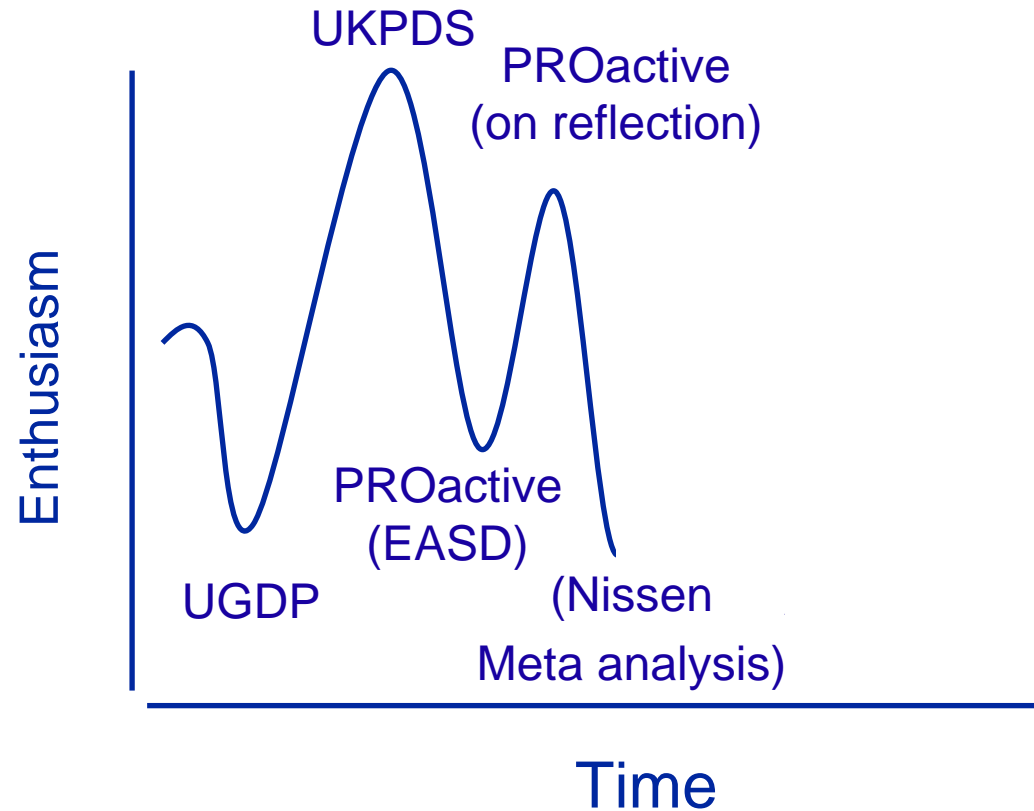 UKPDS
PROactive
(on reflection)
Enthusiasm
PROactive
(EASD)
UGDP
(Nissen
Meta analysis)
Time